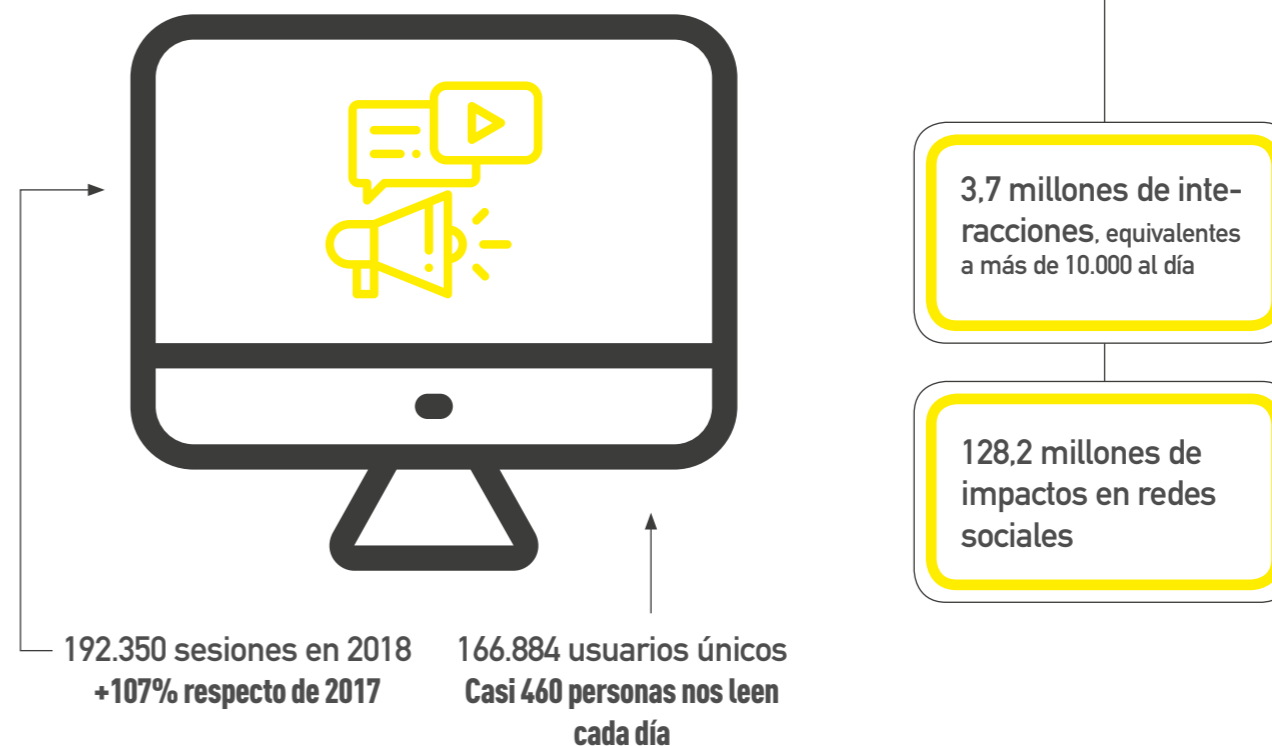 192.350 sesiones en 2018
+107% respecto de 2017
166.884 usuarios únicos
Casi 460 personas nos leen
cada día
3,7 millones de inte-
racciones, equivalentes
a más de 10.000 al día
128,2 millones de
impactos en redes
sociales